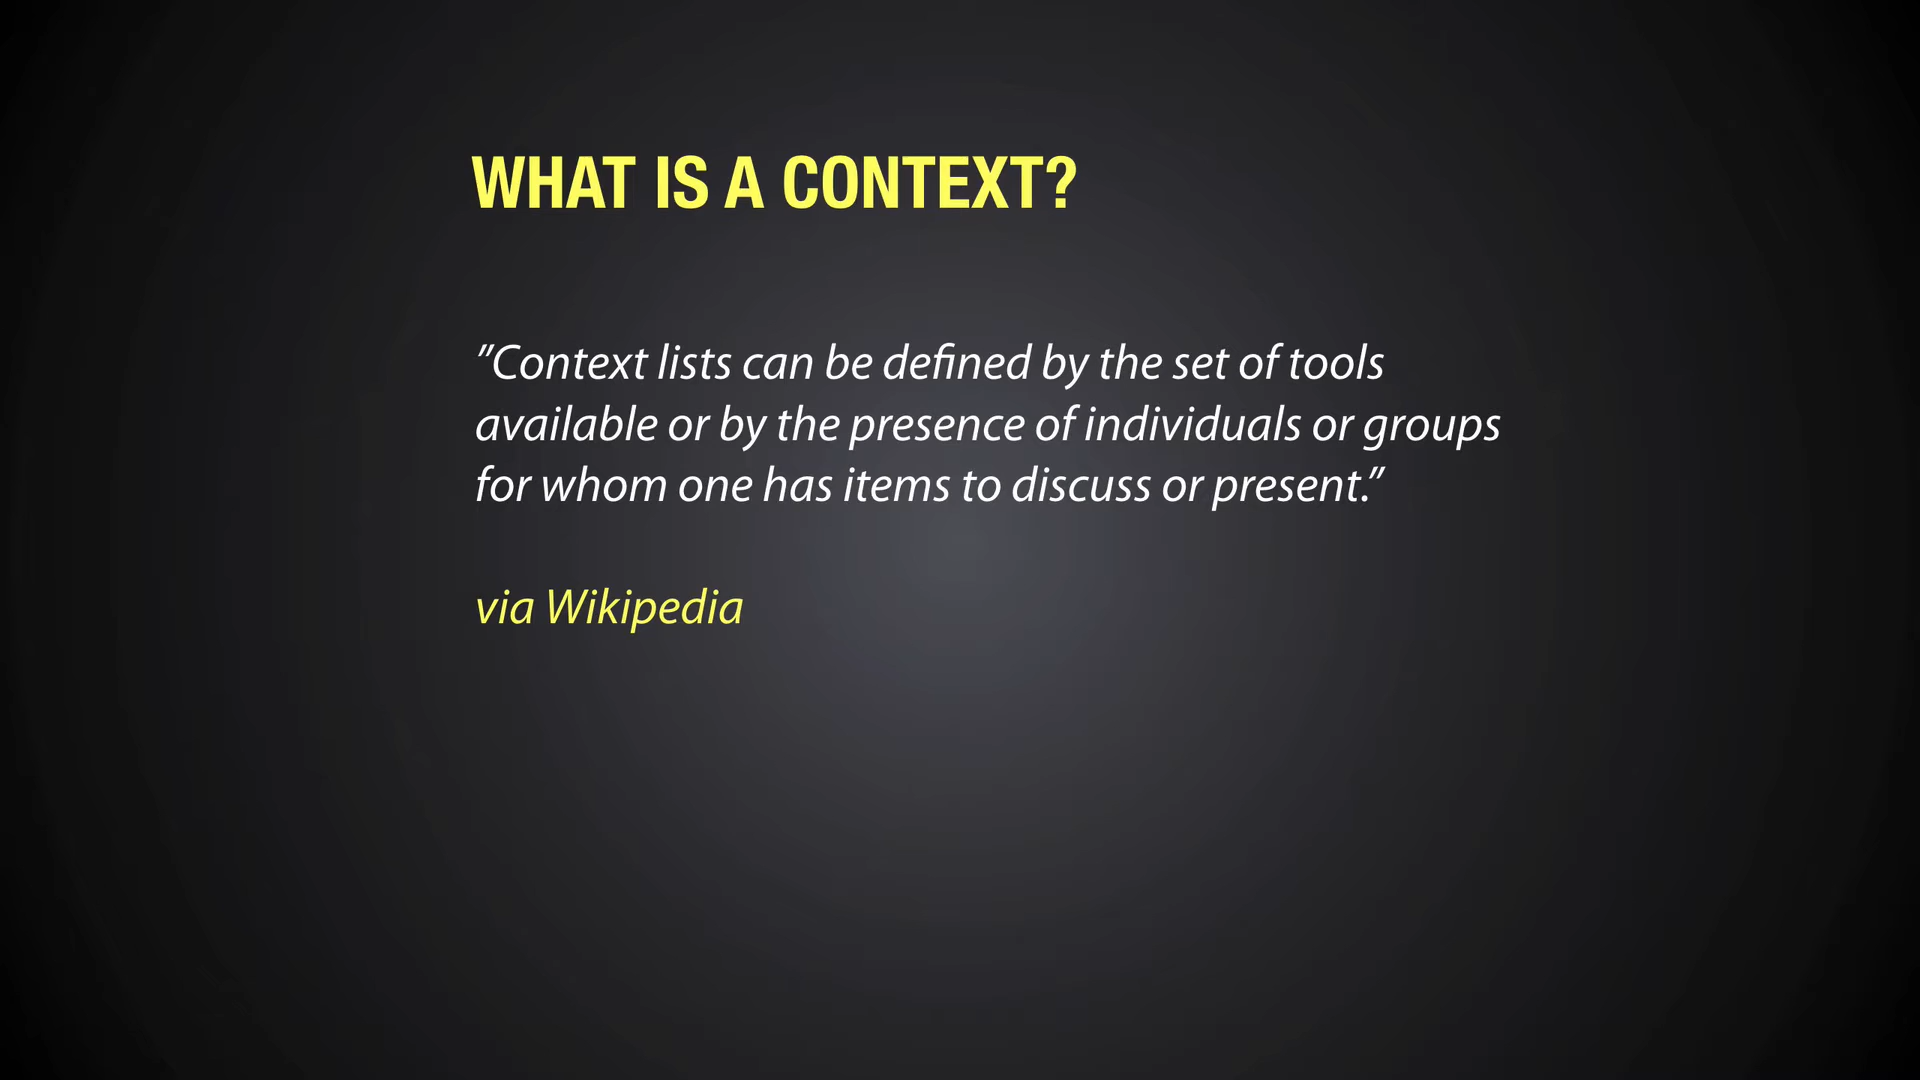 WHAT IS A CONTEXT?
"Context lists can be defined by the set of tools
available or by the presence of individuals or groups
for whom one has items to discuss or present."
via Wikipedia